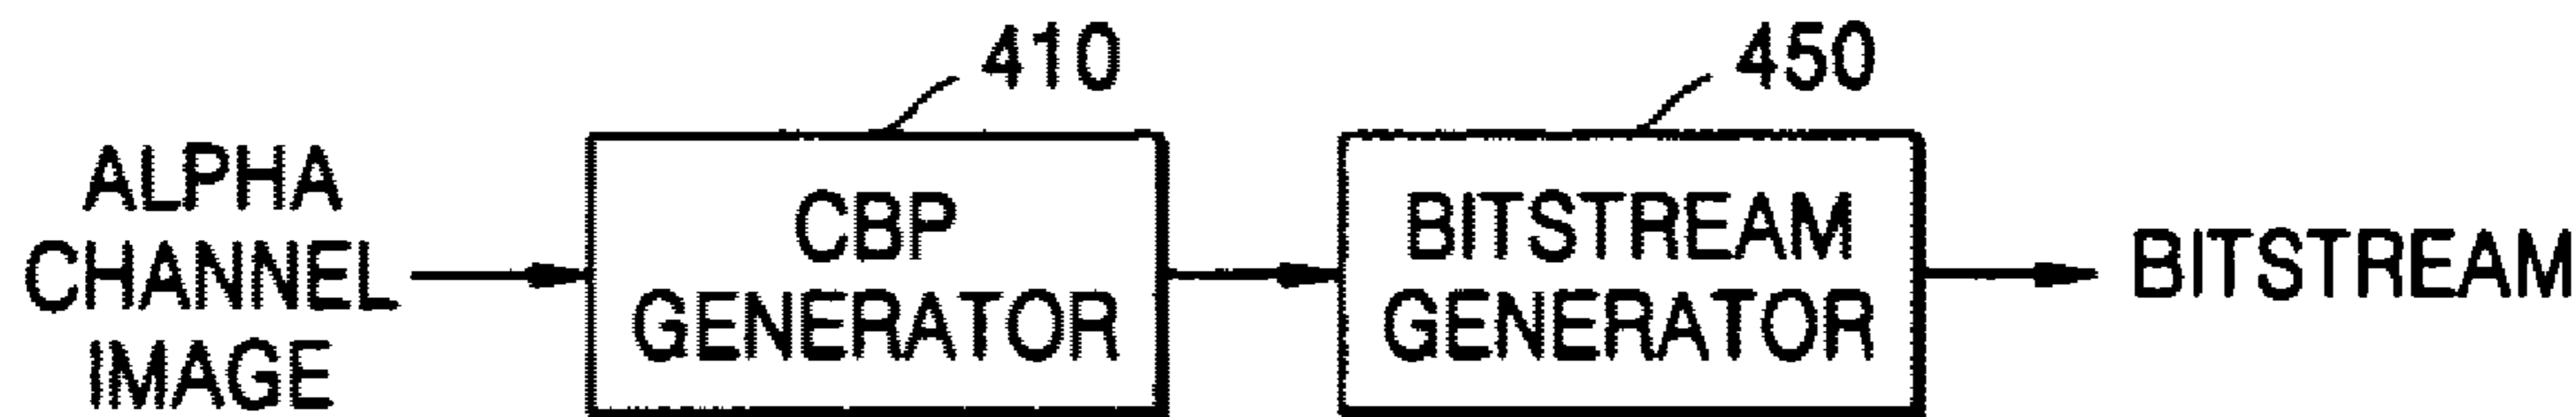 410
450
ALPHA
CHANNEL
IMAGE
CBP
GENERATOR
BITSTREAM
GENERATOR
BITSTREAM